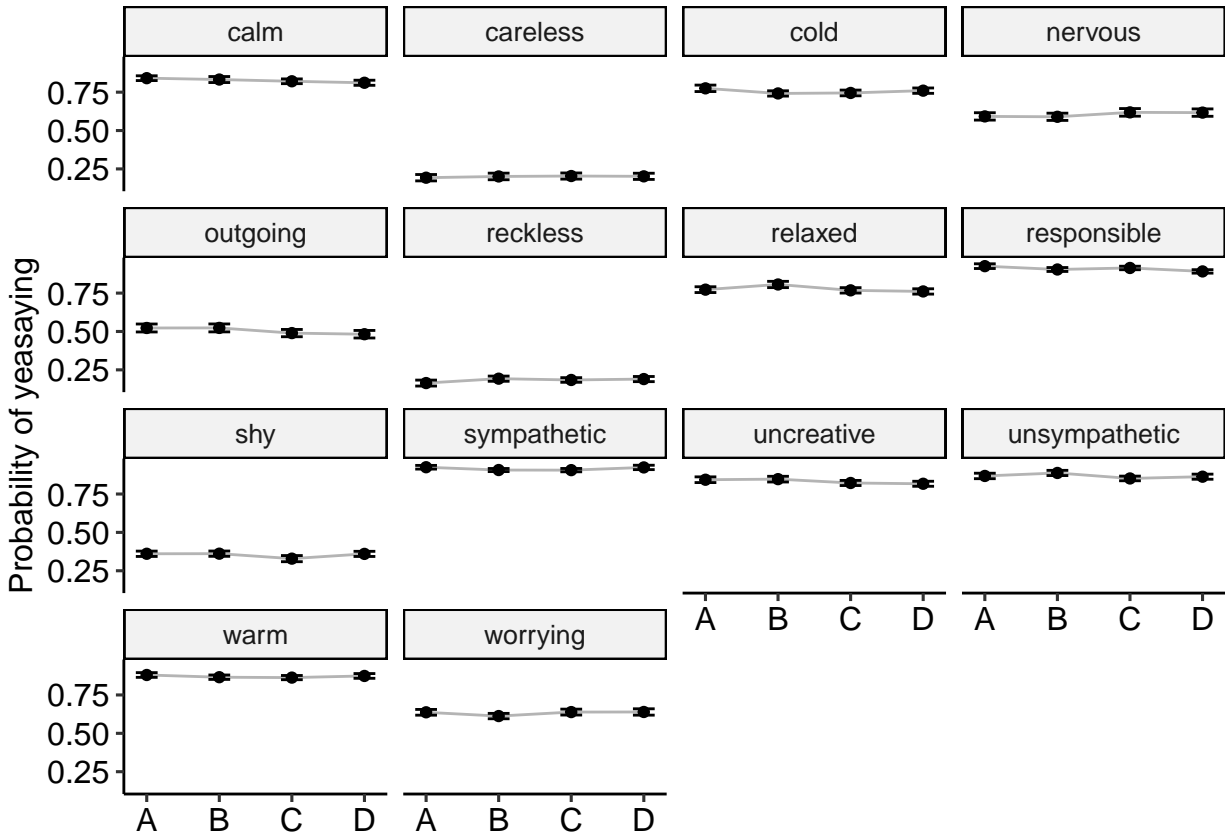 calm careless cold nervous
0.75
0.50
0.25
outgoing reckless relaxed responsible
0.75
0.50
0.25
shy sympathetic uncreative unsympathetic
0.75
0.50
0.25
A B C D A B C D
warm worrying
0.75
0.50
0.25
A B C D A B C D
Probability of yeasaying